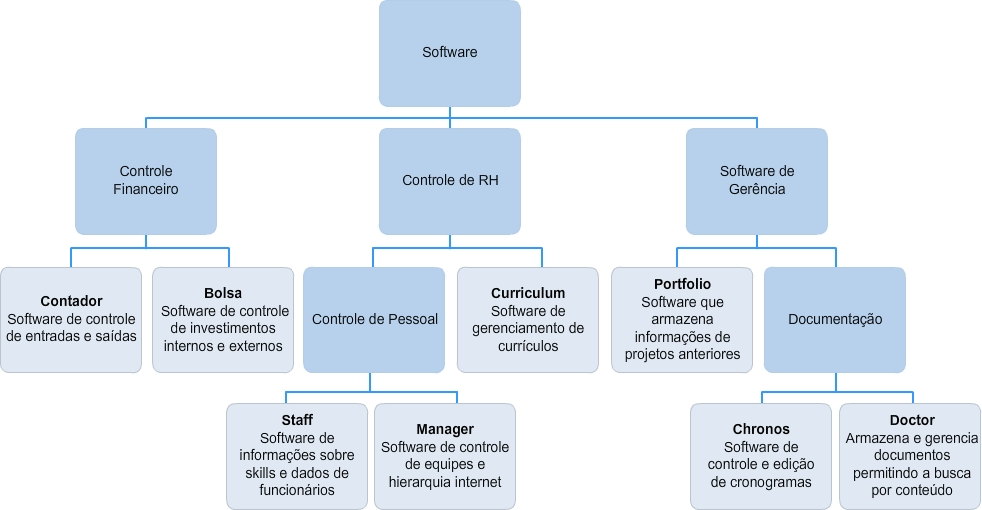 Software
Controle
Financeiro
Controle de RH
Software de
Gerência
Contador
Software de controle
de entradas e saídas
Bolsa
Software de controle
de investimentos
internos e externos
Controle de Pessoal
Curriculum
Software de
gerenciamento de
currículos
Portfolio
Software que
armazena
informações de
projetos anteriores
Documentação
Staff
Software de
informações sobre
skills e dados de
funcionários
Manager
Software de controle
de equipes e
hierarquia internet
Chronos
Software de
controle e edição
de cronogramas
Doctor
Armazena e gerencia
documentos
permitindo a busca
por conteúdo